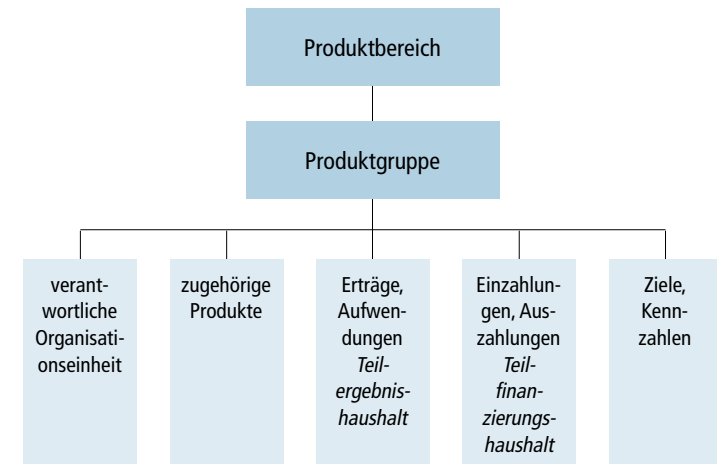 Produktbereich
Produktgruppe
verant-
wortliche
Organisati-
onseinheit
zugehörige
Produkte
Erträge,
Aufwen-
dungen
Teil-
ergebnis-
haushalt
Einzahlun-
gen, Aus-
zahlungen
Teil-
finan-
zierungs-
haushalt
Ziele,
Kenn-
zahlen